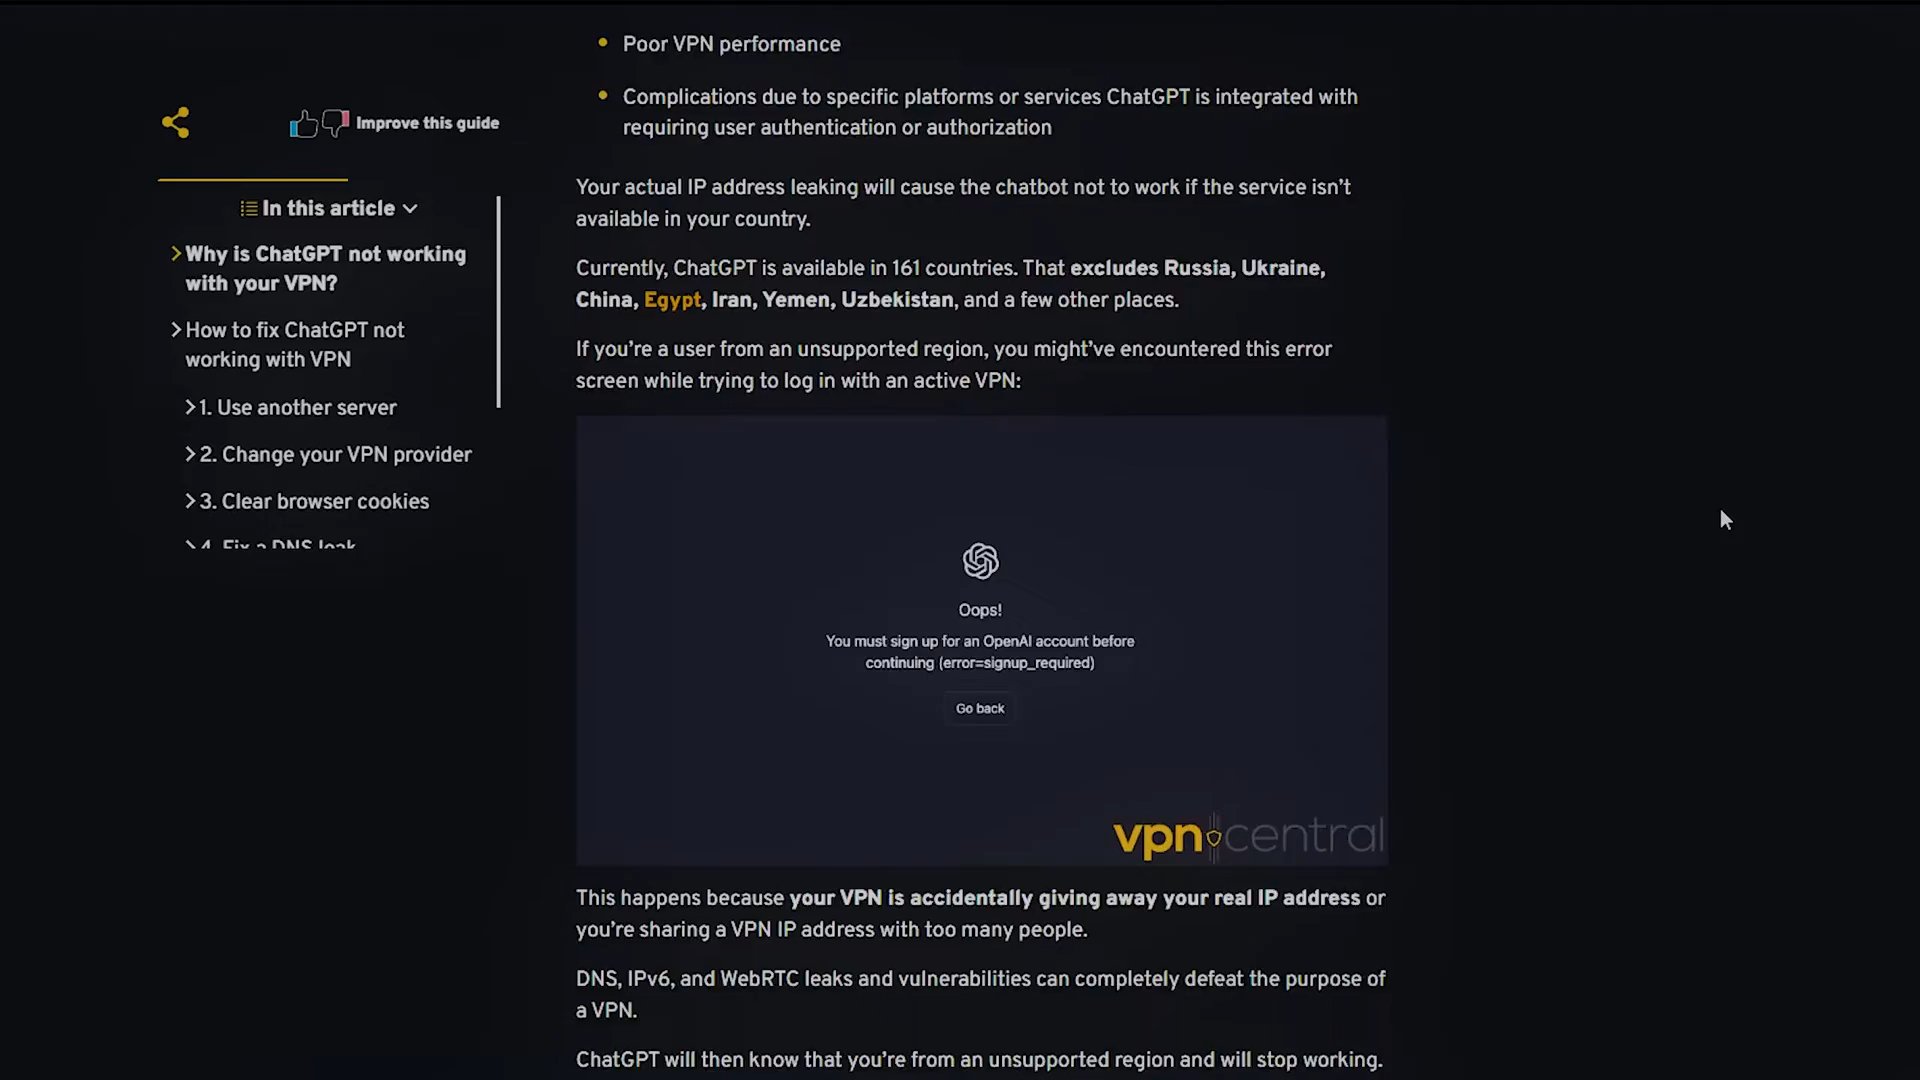 Poor VPN performance
Complications due to specific platforms or services ChatGPT is integrated with
requiring user authentication or authorization
Improve this guide
In this article
Why is ChatGPT not working
with your VPN?
How to fix ChatGPT not
working with VPN
1. Use another server
2. Change your VPN provider
3. Clear browser cookies
4. Fix a DNS leak
Your actual IP address leaking will cause the chatbot not to work if the service isn't
available in your country.
Currently, ChatGPT is available in 161 countries. That excludes Russia, Ukraine,
China, Egypt, Iran, Yemen, Uzbekistan, and a few other places.
If you're a user from an unsupported region, you might've encountered this error
screen while trying to log in with an active VPN:
Oops!
You must sign up for an OpenAI account before
continuing (error=signup_required)
Go back
vpn central
This happens because your VPN is accidentally giving away your real IP address or
you're sharing a VPN IP address with too many people.
DNS, IPv6, and WebRTC leaks and vulnerabilities can completely defeat the purpose of
a VPN.
ChatGPT will then know that you're from an unsupported region and will stop working.